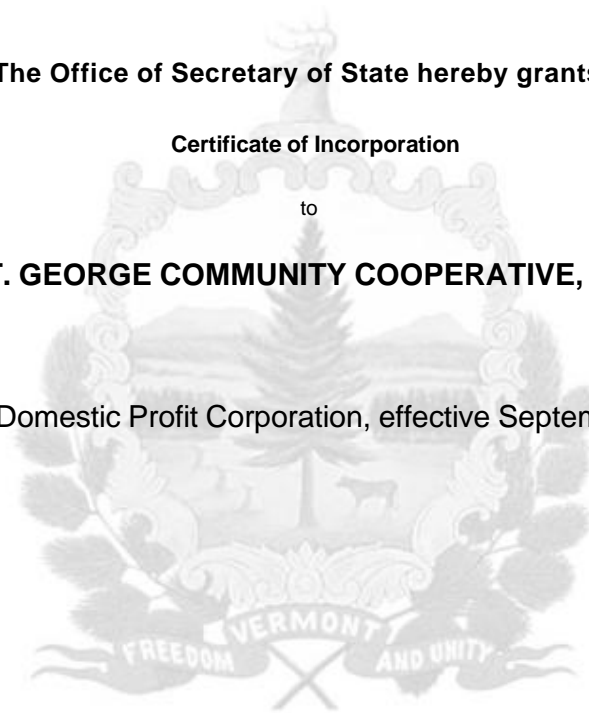 The Office of Secretary of State hereby grants
Certificate of Incorporation
to
T. GEORGE COMMUNITY COOPERATIVE,
Domestic Profit Corporation, effective Septem
VERMONT
FREEDOM AND UNITY